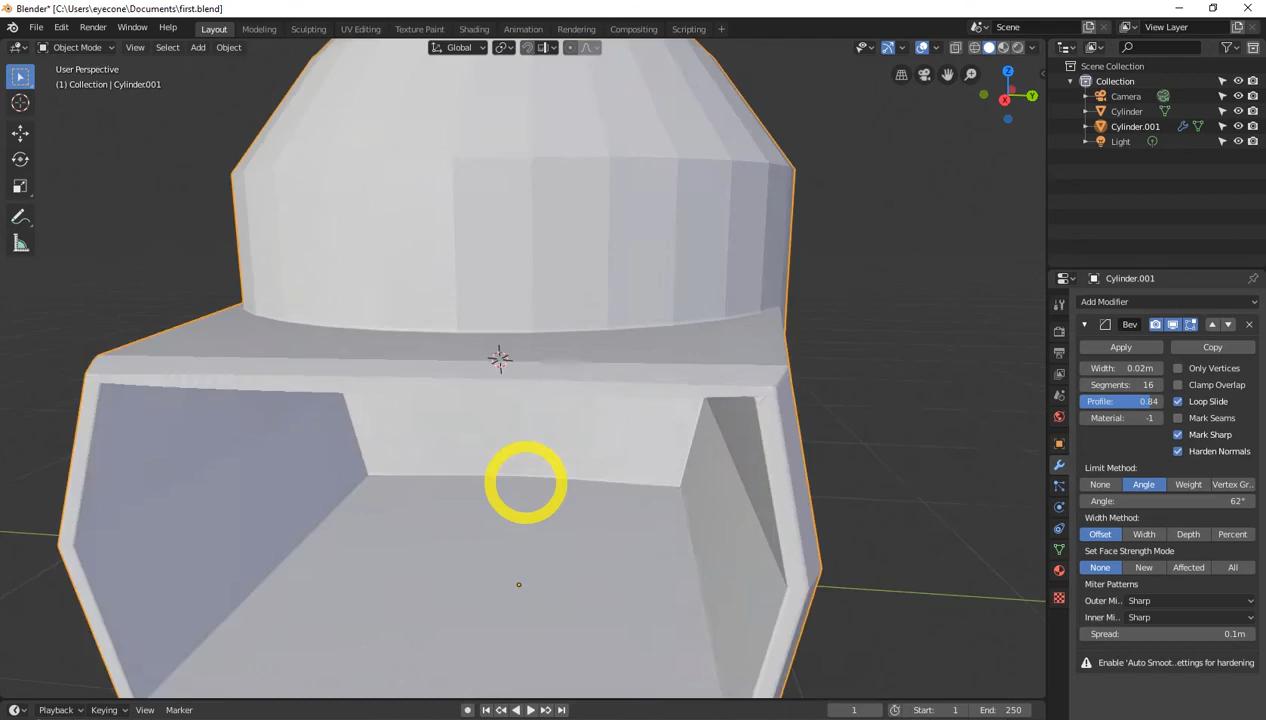 Blender* [C:\Users\eyecone\Documents\first.blend]
File Edit Render Window Help Layout Modeling Sculpting UV Editing Texture Paint Shading Animation Rendering Compositing Scripting + Scene View Layer
Object Mode View Select Add Object Global
User Perspective
(1) Collection | Cylinder.001
Z
Y
X
Scene Collection
Collection
Camera
Cylinder
Cylinder.001
Light
Cylinder.001
Add Modifier
Bev
Apply Copy
Width: 0.02m Only Vertices
Segments: 16 Clamp Overlap
Profile: 0.84 Loop Slide
Material: -1 Mark Seams
Mark Sharp
Harden Normals
Limit Method:
None Angle Weight Vertex Gr..
Angle: 62°
Width Method:
Offset Width Depth Percent
Set Face Strength Mode
None New Affected All
Miter Patterns
Outer Mi.. Sharp
Inner Mi.. Sharp
Spread: 0.1m
Enable 'Auto Smoot..ettings for hardening
Playback Keying View Marker 1 Start: 1 End: 250